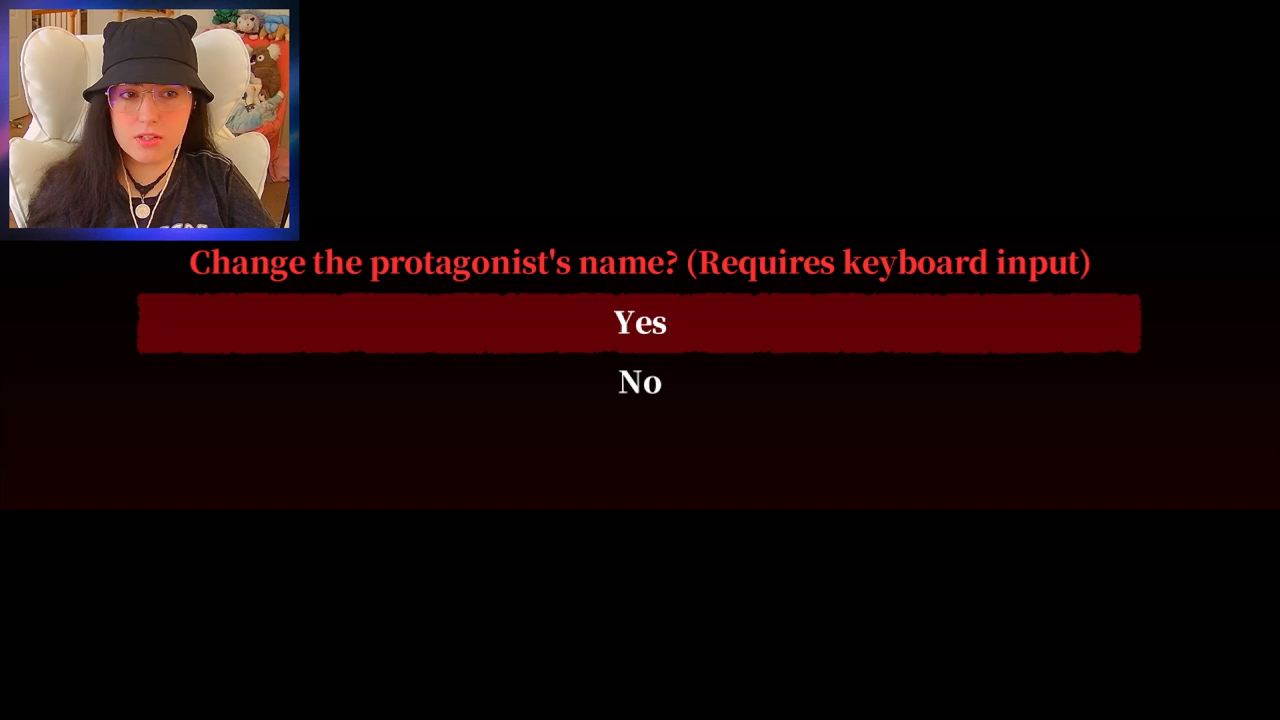 Change the protagonist's name? (Requires keyboard input)
Yes
No